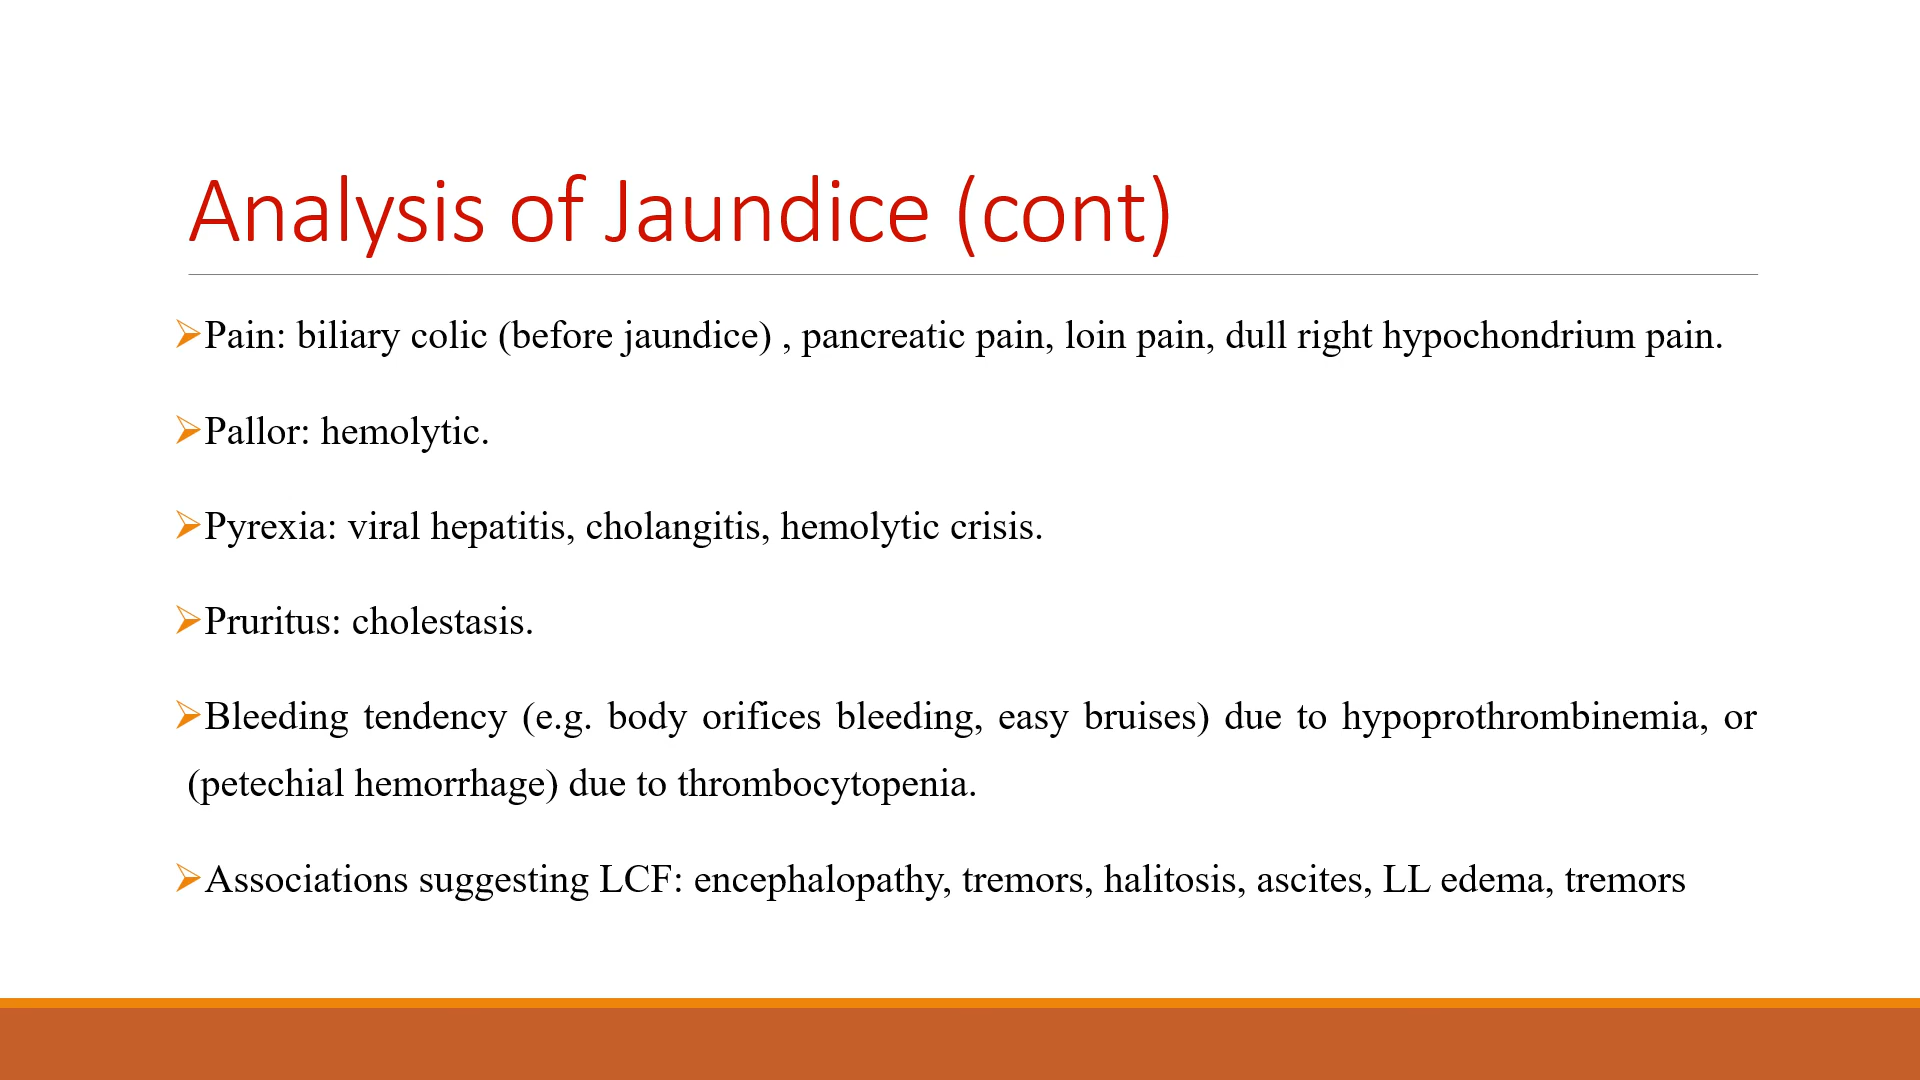 Analysis of Jaundice (cont)
➢Pain: biliary colic (before jaundice) , pancreatic pain, loin pain, dull right hypochondrium pain.
➢Pallor: hemolytic.
➢Pyrexia: viral hepatitis, cholangitis, hemolytic crisis.
➢Pruritus: cholestasis.
➢Bleeding tendency (e.g. body orifices bleeding, easy bruises) due to hypoprothrombinemia, or
(petechial hemorrhage) due to thrombocytopenia.
➢Associations suggesting LCF: encephalopathy, tremors, halitosis, ascites, LL edema, tremors